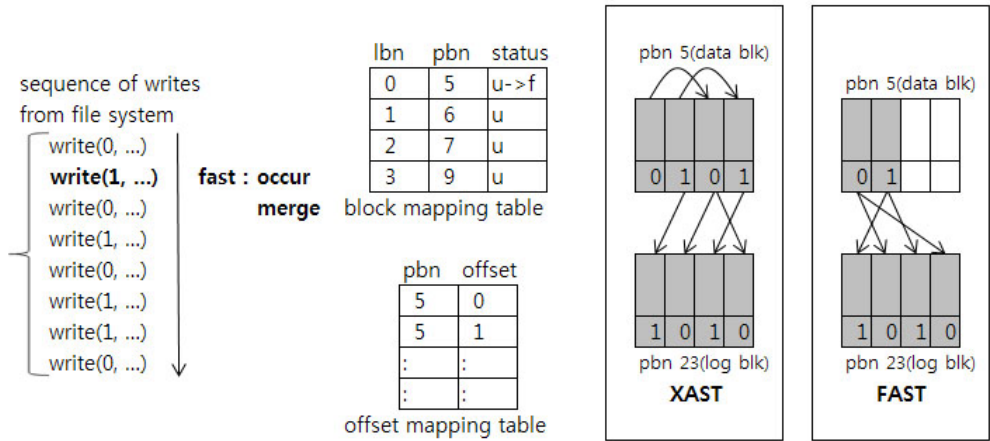 sequence of writes
from file system
write(0, ...)
write(1, ...)
write(0, ...)
write(1, ...)
write(0, ...)
write(1, ...)
write(1, ...)
write(0, ...)
fast : occur
merge
lbn pbn status
0 5 u->f
1 6 u
2 7 u
3 9 u
block mapping table
pbn offset
5 0
5 1
: :
: :
offset mapping table
pbn 5(data blk)
0 1 0 1
1 0 1 0
pbn 23(log blk)
XAST
pbn 5(data blk)
0 1
1 0 1 0
pbn 23(log blk)
FAST